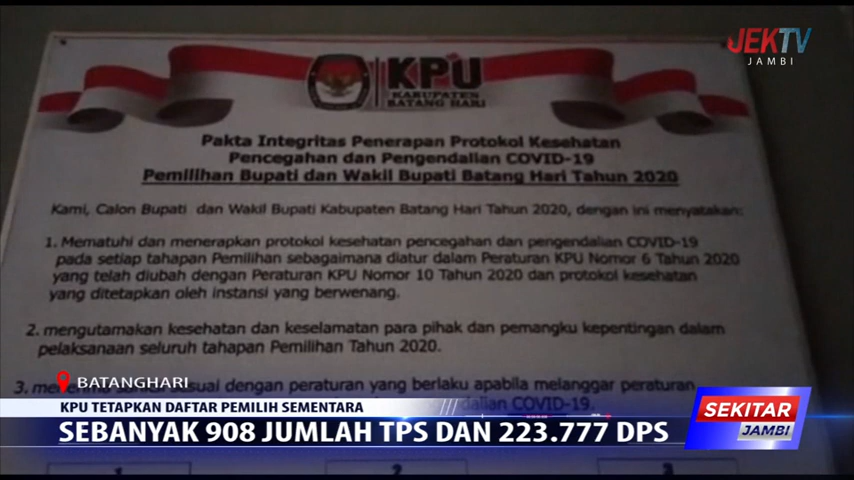 JEKTV
JAMBI
KPU
KABUPATEN
BATANG HARI
Pakta Integritas Penerapan Protokol Kesehatan
Pencegahan dan Pengendalian COVID-19
Pemilihan Bupati dan Wakil Bupati Batang Hari Tahun 2020
Kami, Calon Bupati dan Wakil Bupati Kabupaten Batang Hari Tahun 2020, dengan ini menyatakan:
1. Mematuhi dan menerapkan protokol kesehatan pencegahan dan pengendalian COVID-19
pada setiap tahapan Pemilihan sebagaimana diatur dalam Peraturan KPU Nomor 6 Tahun 2020
yang telah diubah dengan Peraturan KPU Nomor 10 Tahun 2020 dan protokol kesehatan
yang ditetapkan oleh instansi yang berwenang.
2. mengutamakan kesehatan dan keselamatan para pihak dan pemangku kepentingan dalam
pelaksanaan seluruh tahapan Pemilihan Tahun 2020.
3. sesuai dengan peraturan yang berlaku apabila melanggar peraturan
COVID-19.
BATANGHARI
KPU TETAPKAN DAFTAR PEMILIH SEMENTARA
SEBANYAK 908 JUMLAH TPS DAN 223.777 DPS
SEKITAR
JAMBI
1 2 3